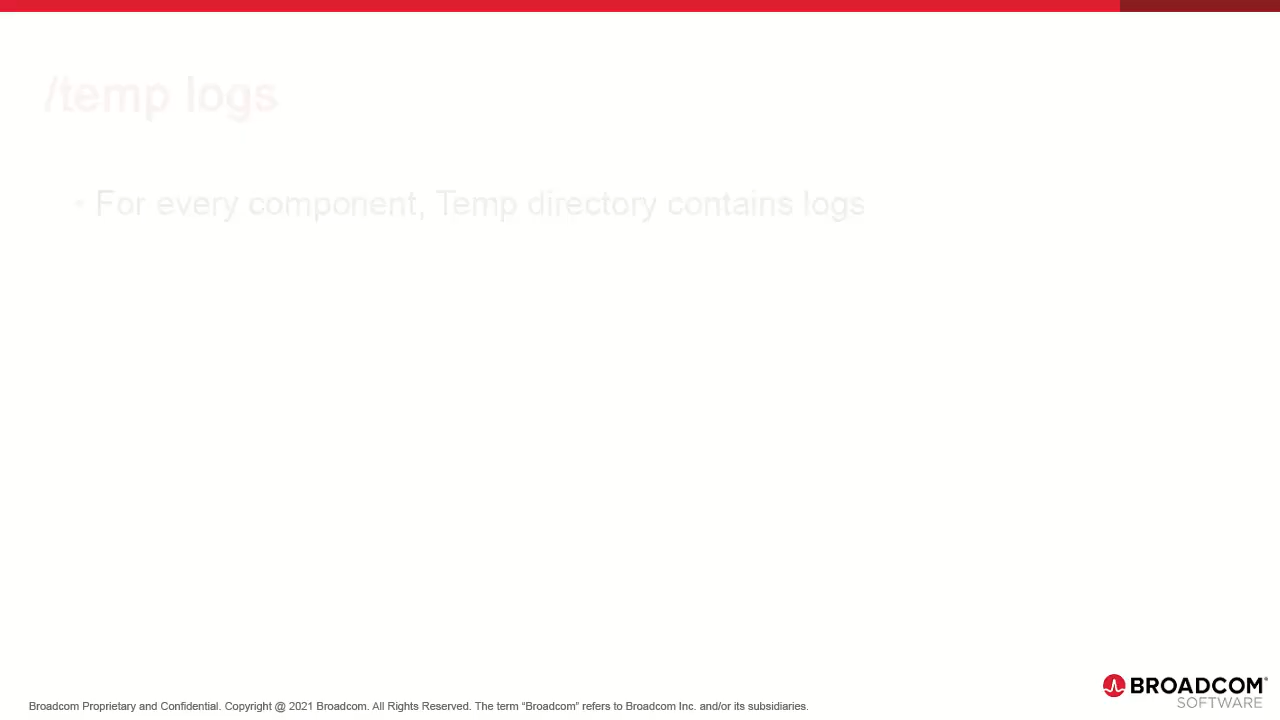 /temp logs
• For every component, Temp directory contains logs
BROADCOM®
SOFTWARE
Broadcom Proprietary and Confidential. Copyright @ 2021 Broadcom. All Rights Reserved. The term “Broadcom” refers to Broadcom Inc. and/or its subsidiaries.